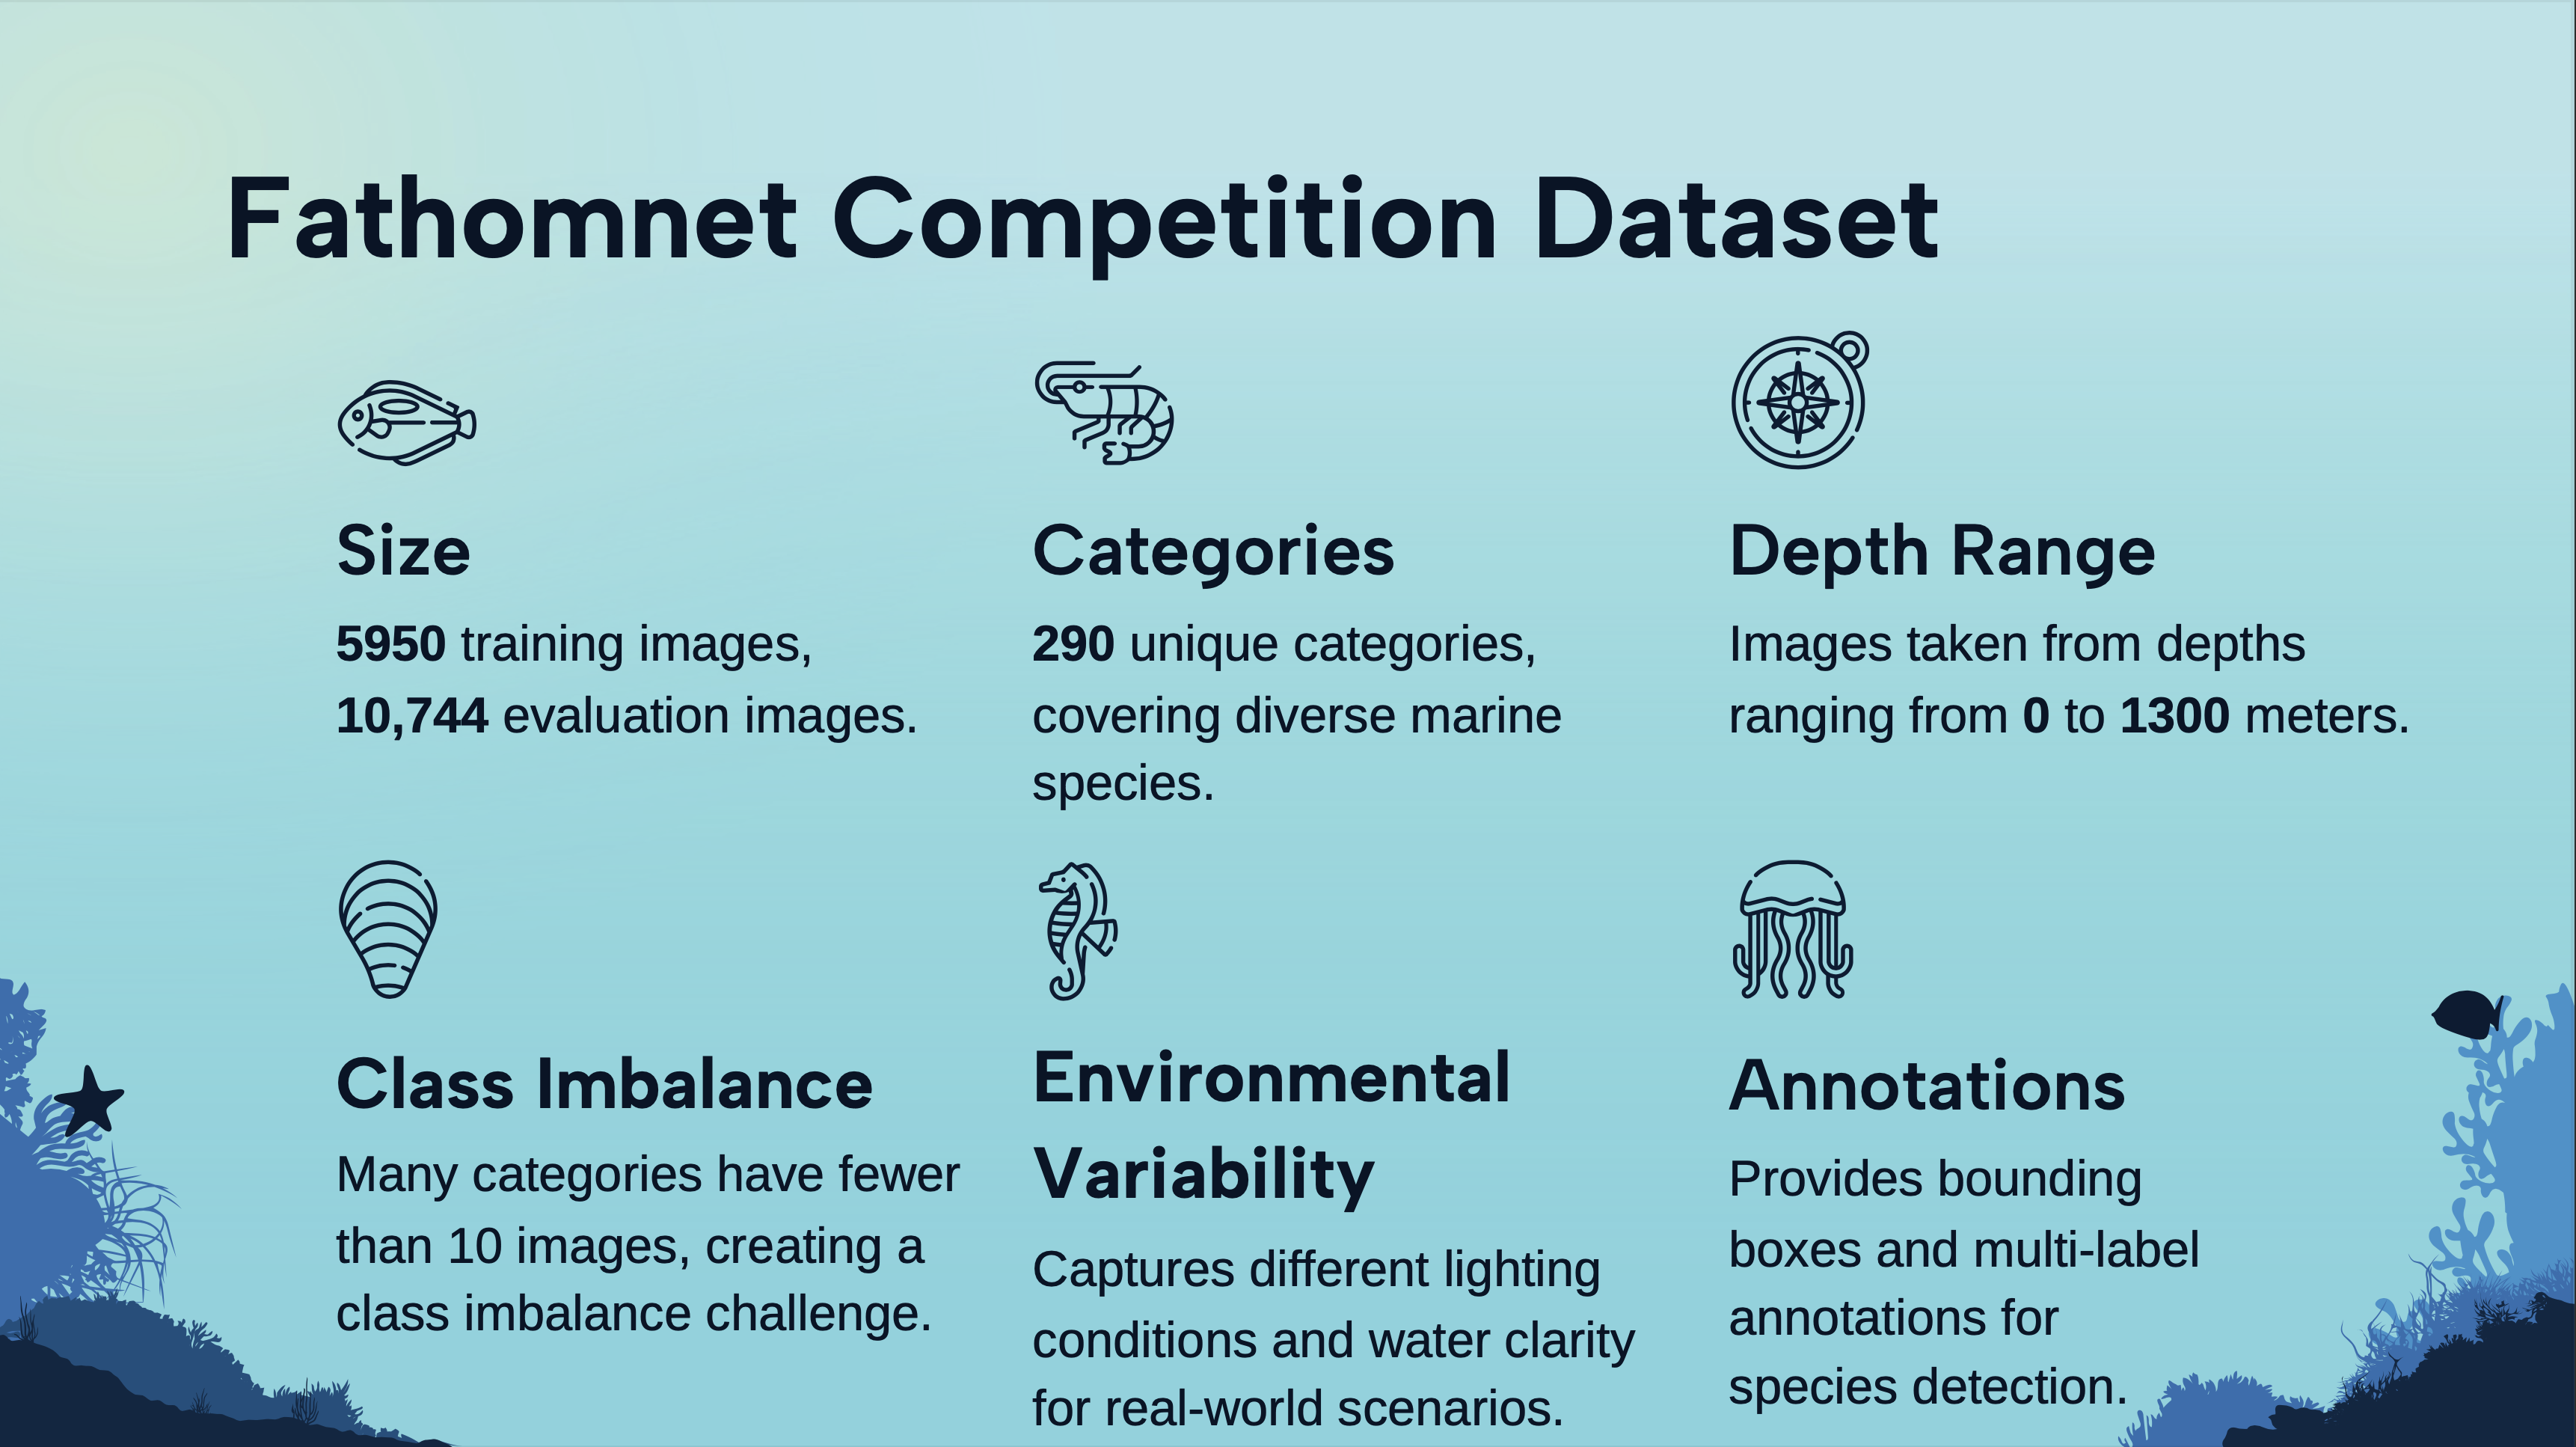 Fathomnet Competition Dataset
Size
5950 training images,
10,744 evaluation images.
Categories
290 unique categories,
covering diverse marine
species.
Depth Range
Images taken from depths
ranging from 0 to 1300 meters.
Class Imbalance
Many categories have fewer
than 10 images, creating a
class imbalance challenge.
Environmental
Variability
Captures different lighting
conditions and water clarity
for real-world scenarios.
Annotations
Provides bounding
boxes and multi-label
annotations for
species detection.